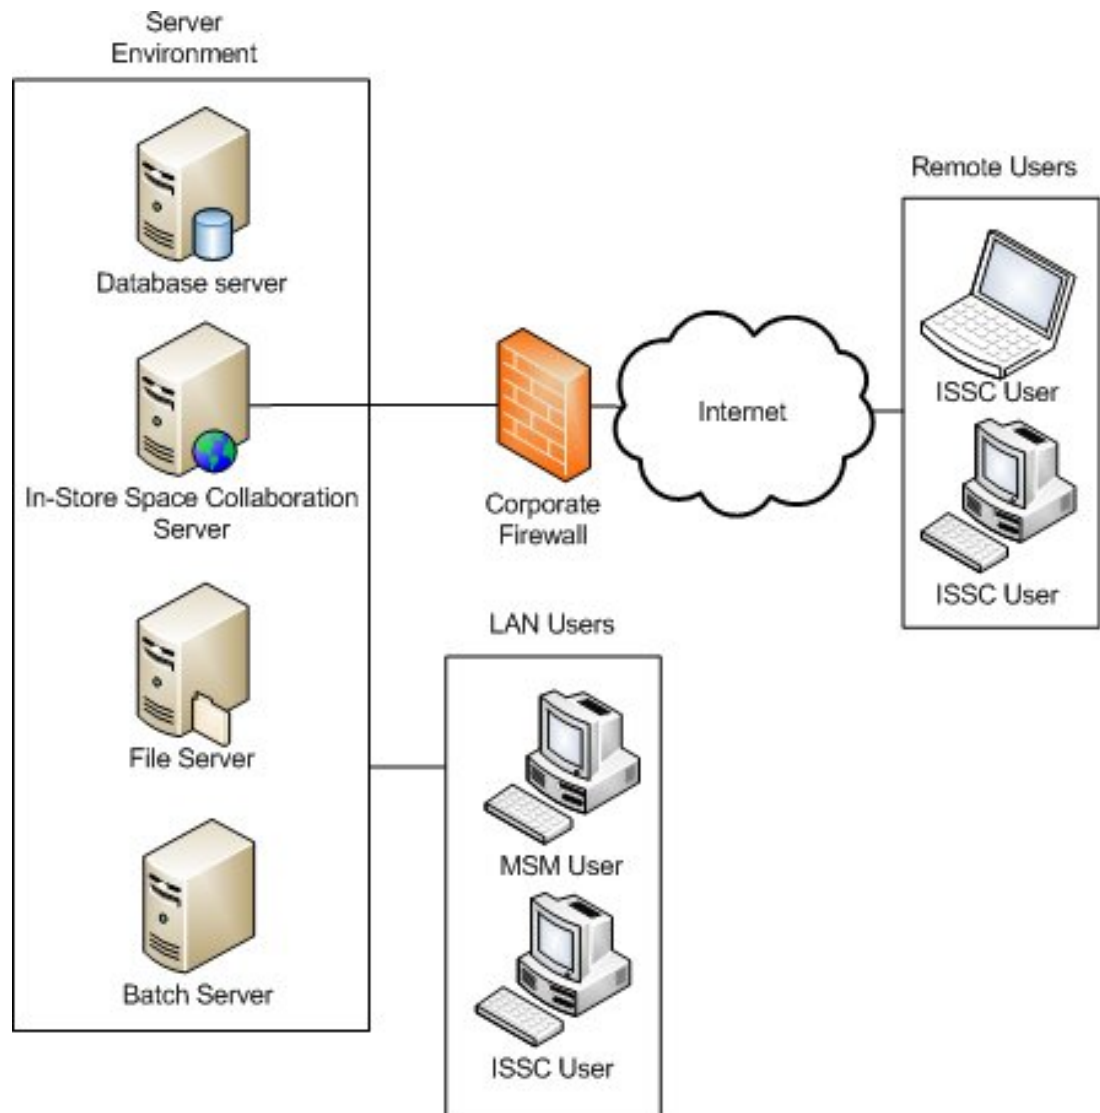 Server
Environment
Database server
In-Store Space Collaboration
Server
File Server
Batch Server
Corporate
Firewall
Internet
Remote Users
ISSC User
ISSC User
LAN Users
MSM User
ISSC User